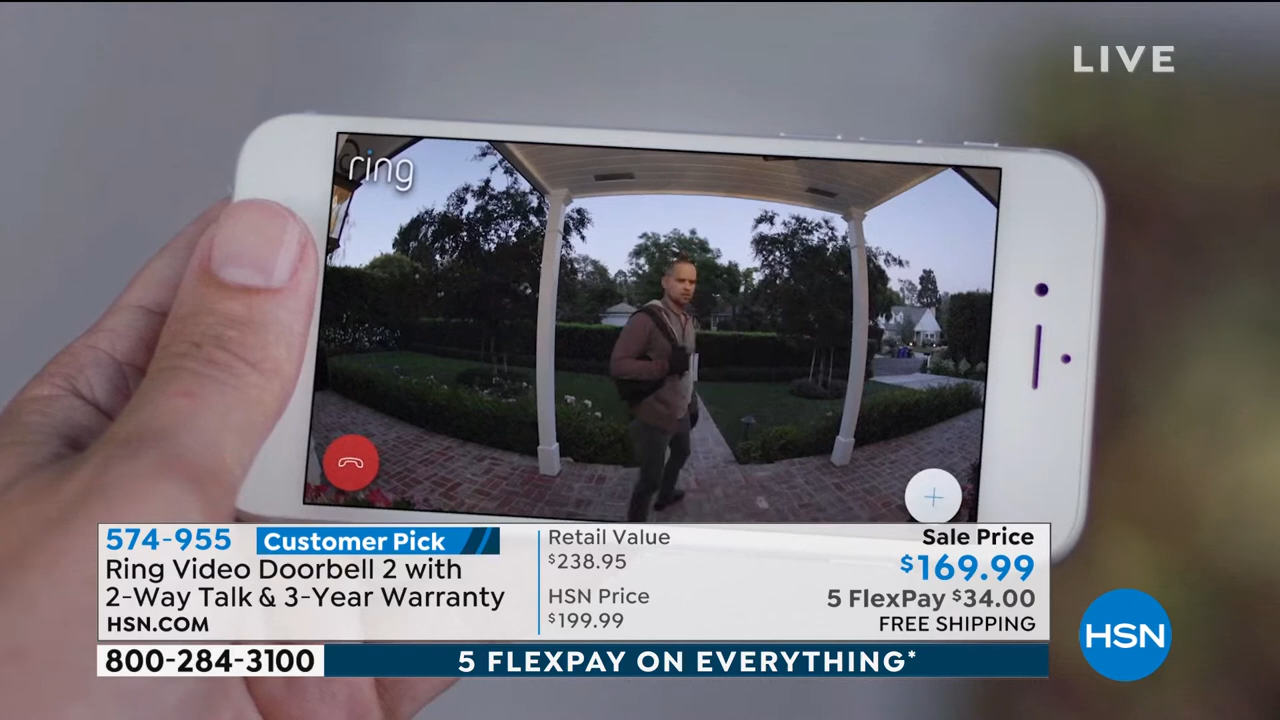 LIVE
ring
574-955
Customer Pick
Ring Video Doorbell 2 with
2-Way Talk & 3-Year Warranty
HSN.COM
Retail Value
$238.95
HSN Price
$199.99
Sale Price
$169.99
5 FlexPay $34.00
FREE SHIPPING
800-284-3100
5 FLEXPAY ON EVERYTHING*
HSN